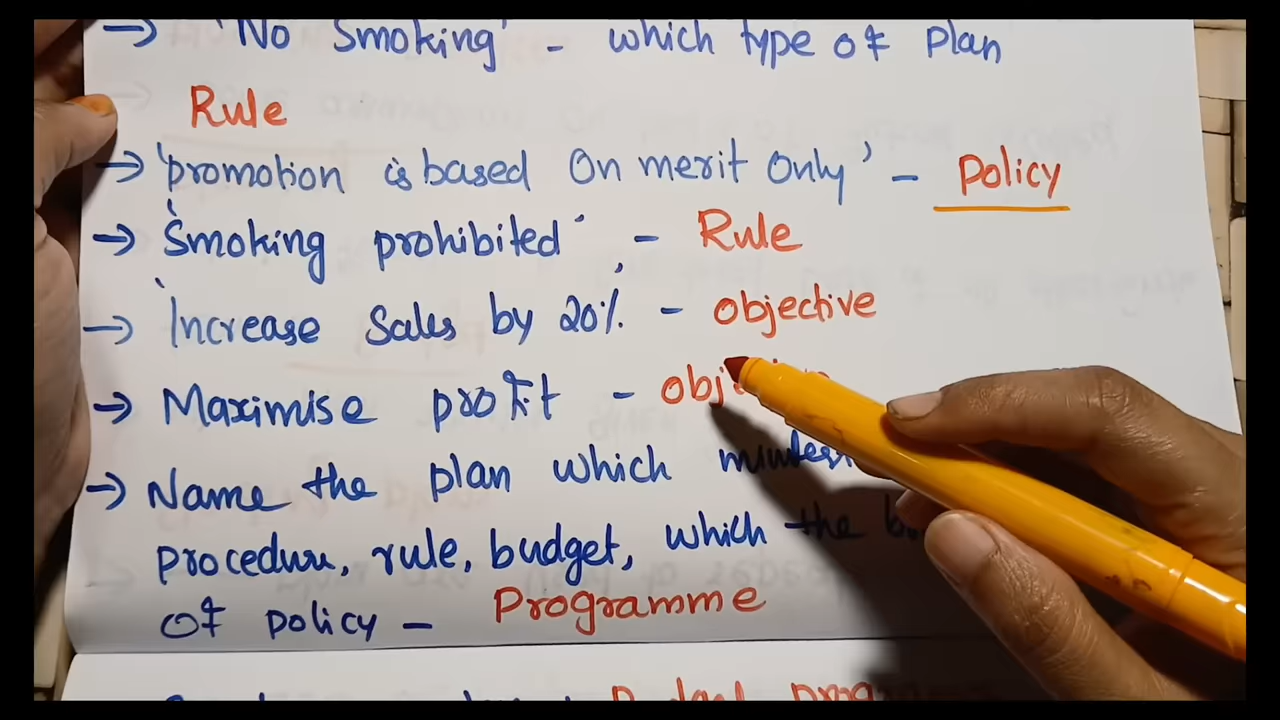 → 'No Smoking' - which type of plan
Rule
→ 'promotion is based on merit only' - Policy
→ 'Smoking prohibited' - Rule
→ 'Increase Sales by 20%' - Objective
→ Maximise profit -
→ Name the plan which
procedure, rule, budget, which the
of policy - Programme